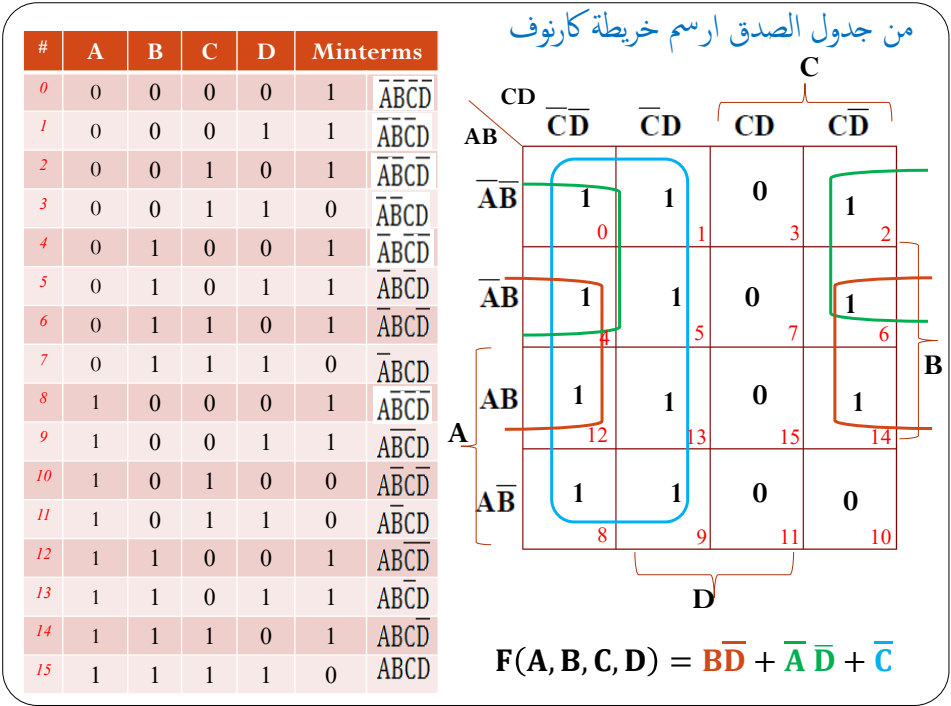 من جدول الصدق ارسم خريطة كارنوف
# A B C D Minterms
0 0 0 0 0 1 A̅B̅C̅D̅
1 0 0 0 1 1 A̅B̅C̅D
2 0 0 1 0 1 A̅B̅CD̅
3 0 0 1 1 0 A̅B̅CD
4 0 1 0 0 1 A̅BC̅D̅
5 0 1 0 1 1 A̅BC̅D
6 0 1 1 0 1 A̅BCD̅
7 0 1 1 1 0 A̅BCD
8 1 0 0 0 1 AB̅C̅D̅
9 1 0 0 1 1 AB̅C̅D
10 1 0 1 0 0 AB̅CD̅
11 1 0 1 1 0 AB̅CD
12 1 1 0 0 1 ABC̅D̅
13 1 1 0 1 1 ABC̅D
14 1 1 1 0 1 ABCD̅
15 1 1 1 1 0 ABCD
C
CD
AB
C̅D̅ C̅D CD CD̅
A̅B̅ 1 1 0 1
0 1 3 2
A̅B 1 1 0 1
4 5 7 6
B
AB 1 1 0 1
A
12 13 15 14
AB̅ 1 1 0 0
8 9 11 10
D
F(A, B, C, D) = BD̅ + A̅ D̅ + C̅